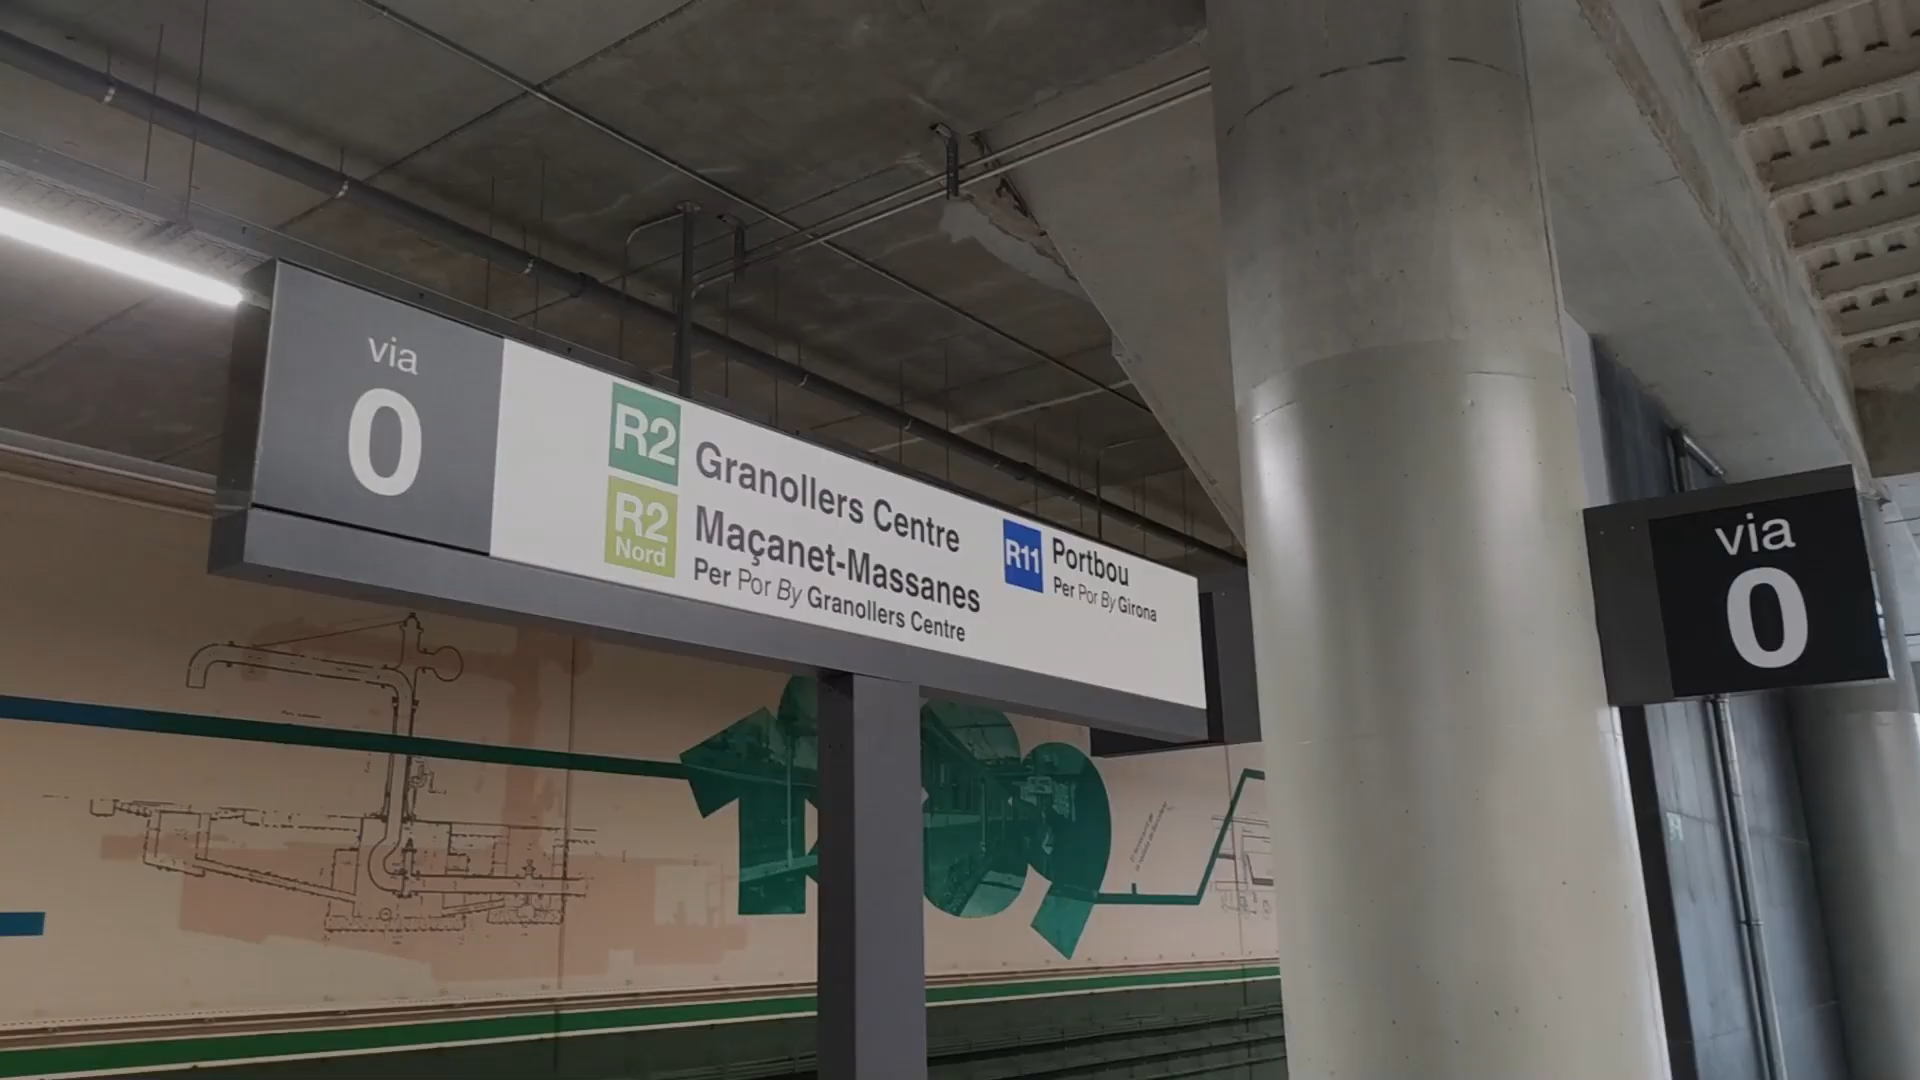 via
0
R2
Granollers Centre
R2
Nord
Maçanet-Massanes
Per Por By Granollers Centre
R11
Portbou
Per Por By Girona
via
0